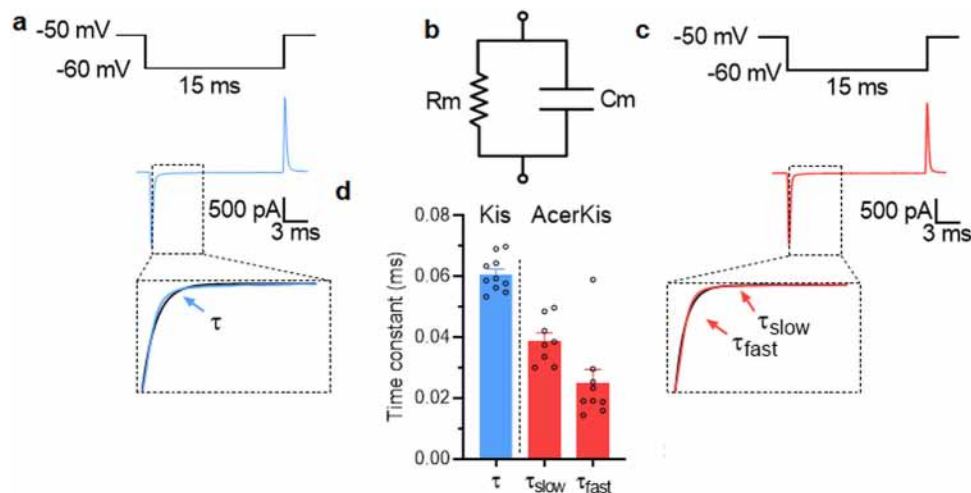 a
-50 mV
-60 mV
15 ms
500 pA
3 ms
τ
b
Rm
Cm
c
-50 mV
-60 mV
15 ms
500 pA
3 ms
τslow
τfast
d
Kis
AcerKis
Time constant (ms)
0.08
0.06
0.04
0.02
0.00
τ
τslow
τfast